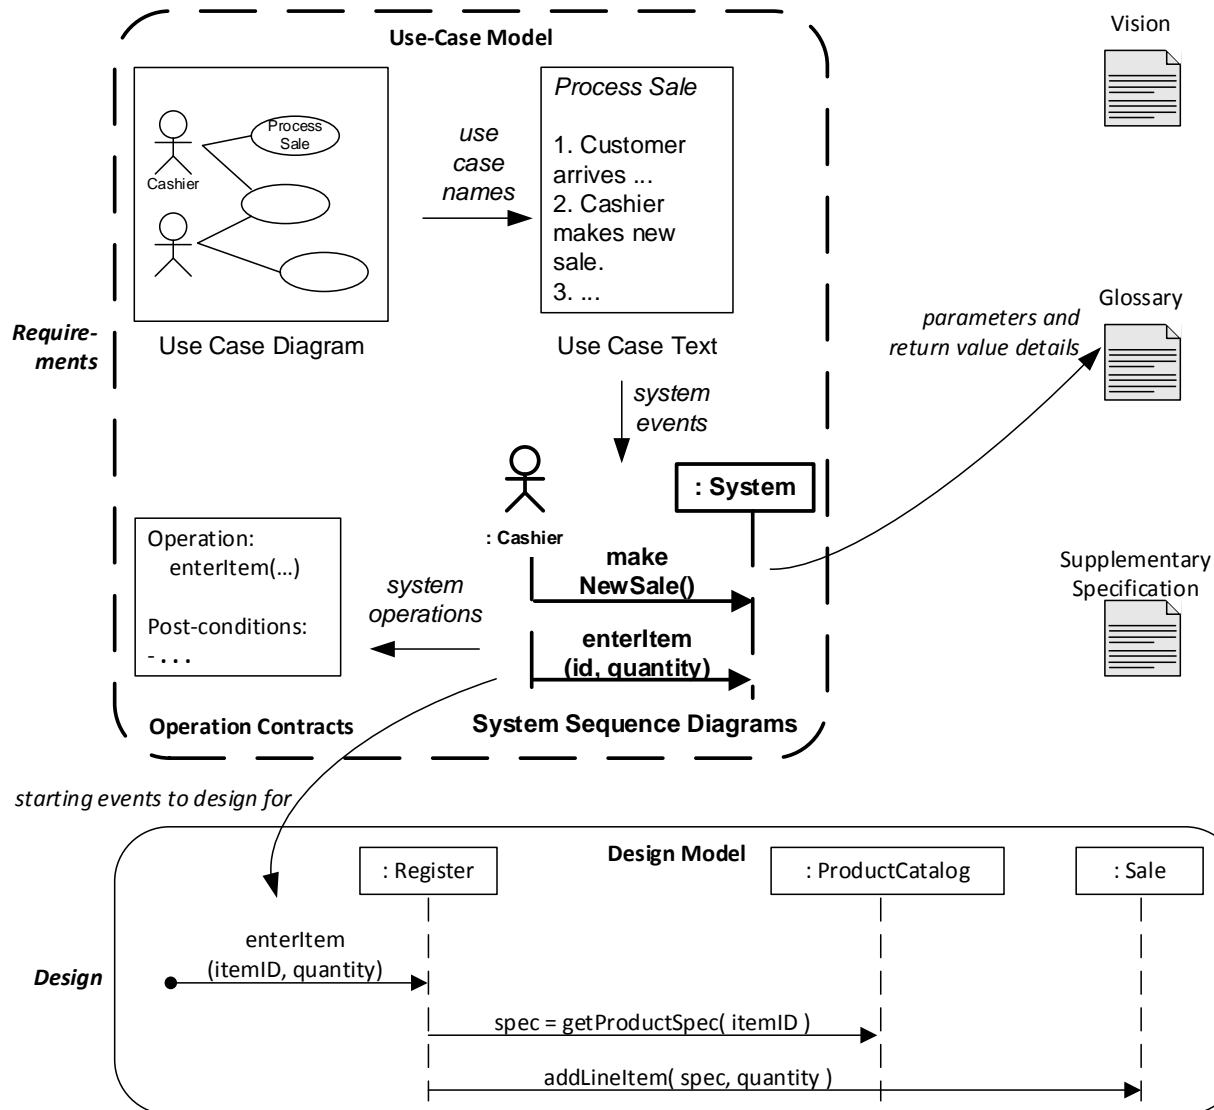 Use-Case Model
Vision
Process
Sale
Cashier
use
case
names
Process Sale
1. Customer
arrives ...
2. Cashier
makes new
sale.
3. ...
Use Case Diagram
Use Case Text
Require-
ments
Glossary
parameters and
return value details
system
events
: Cashier
: System
make
NewSale()
enterItem
(id, quantity)
Operation:
enterItem(...)
Post-conditions:
- . . .
system
operations
Supplementary
Specification
Operation Contracts
System Sequence Diagrams
starting events to design for
Design Model
: Register
: ProductCatalog
: Sale
Design
enterItem
(itemID, quantity)
spec = getProductSpec( itemID )
addLineItem( spec, quantity )